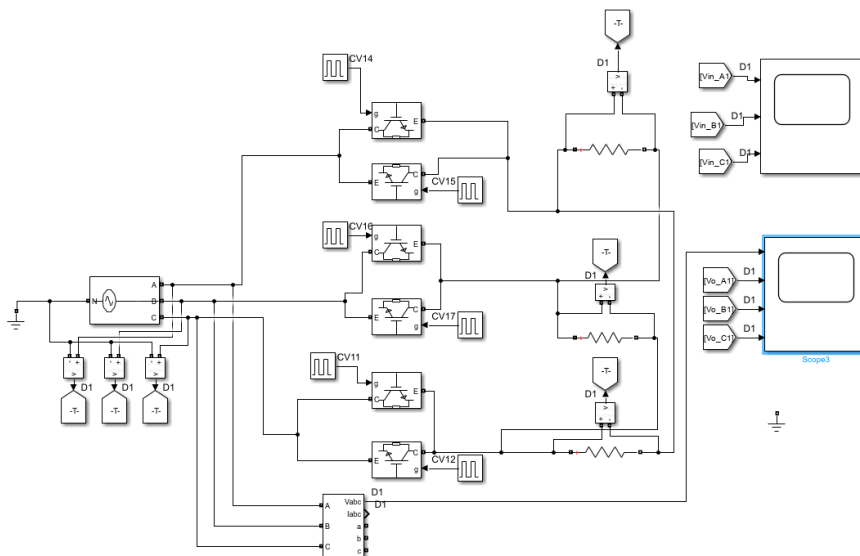 -T-
D1
>
+ -
CV14
g
C
E
E
C
g
CV15
CV16
g
C
E
E
C
g
CV17
CV11
g
C
E
E
C
g
CV12
N
A
B
C
- +
>
- +
>
- +
>
D1
D1
D1
-T-
-T-
-T-
-T-
D1
>
+ -
-T-
D1
>
+ -
A
B
C
Vabc
Iabc
a
b
c
D1
D1
[Vin_A1
D1
[Vin_B1
D1
[Vin_C1
D1
[Vo_A1
D1
[Vo_B1
D1
[Vo_C1
D1
Scope3